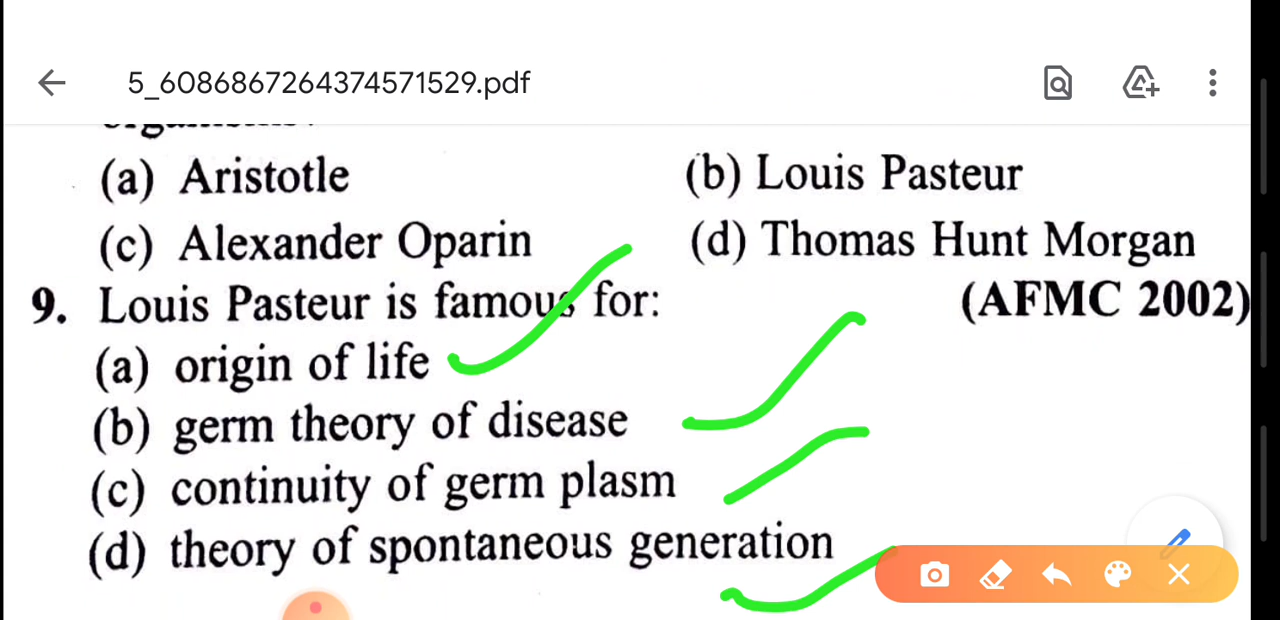 5_6086867264374571529.pdf
(a) Aristotle (b) Louis Pasteur
(c) Alexander Oparin (d) Thomas Hunt Morgan
9. Louis Pasteur is famous for: (AFMC 2002)
(a) origin of life
(b) germ theory of disease
(c) continuity of germ plasm
(d) theory of spontaneous generation